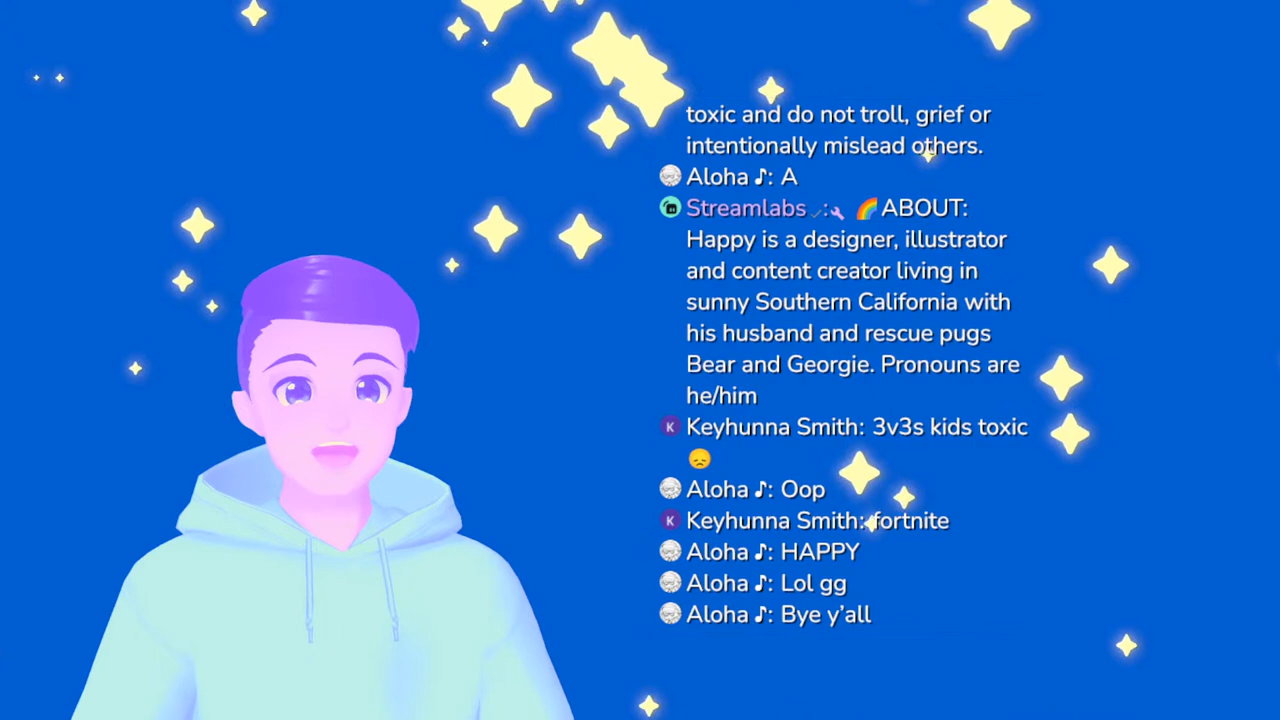 toxic and do not troll, grief or
intentionally mislead others.
Aloha ♪: A
Streamlabs : 🌈 ABOUT:
Happy is a designer, illustrator
and content creator living in
sunny Southern California with
his husband and rescue pugs
Bear and Georgie. Pronouns are
he/him
K Keyhunna Smith: 3v3s kids toxic
😞
Aloha ♪: Oop
K Keyhunna Smith: fortnite
Aloha ♪: HAPPY
Aloha ♪: Lol gg
Aloha ♪: Bye y’all